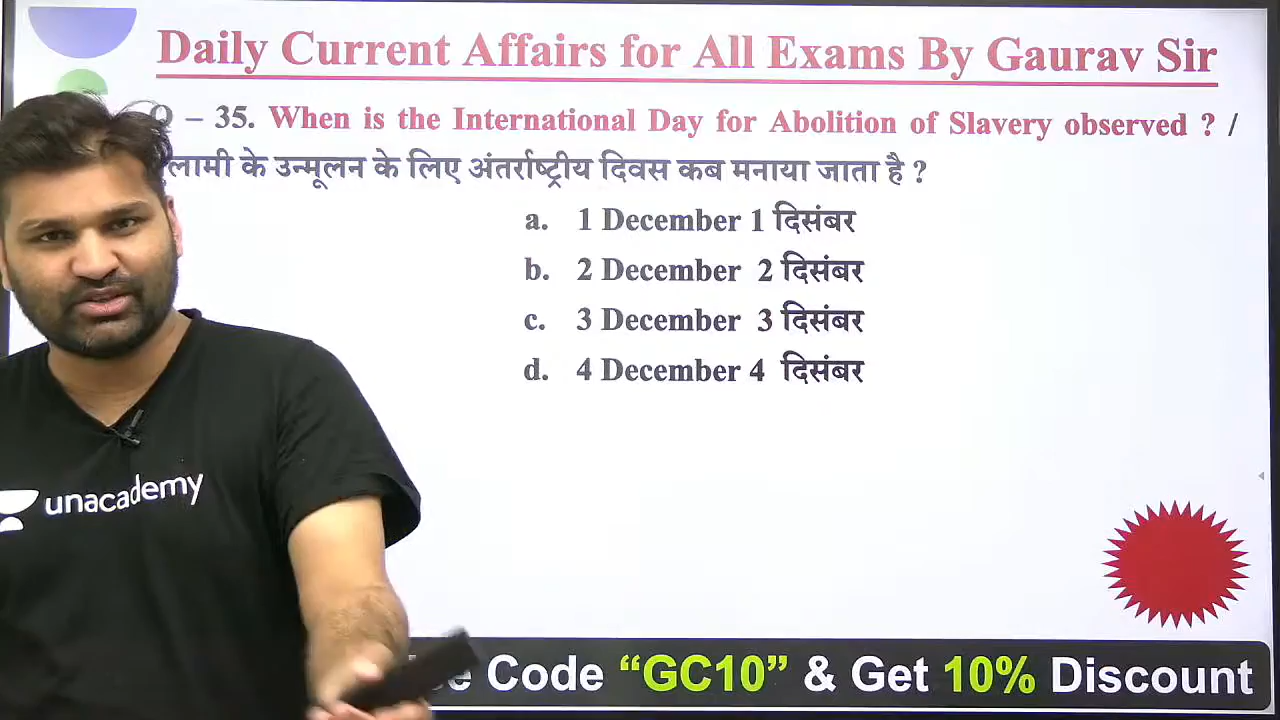 Daily Current Affairs for All Exams By Gaurav Sir
– 35. When is the International Day for Abolition of Slavery observed ? /
के उन्मूलन के लिए अंतर्राष्ट्रीय दिवस कब मनाया जाता है ?
a. 1 December 1 दिसंबर
b. 2 December 2 दिसंबर
c. 3 December 3 दिसंबर
d. 4 December 4 दिसंबर
unacademy
Code “GC10” & Get 10% Discount